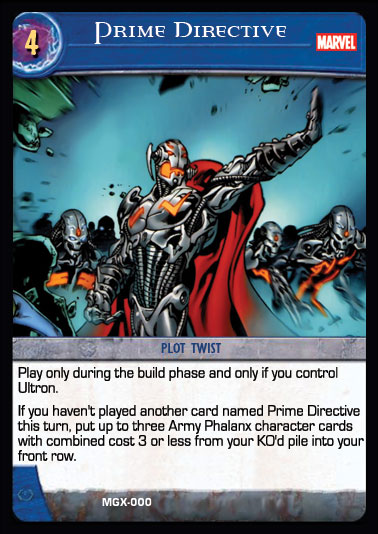 4
Prime Directive
MARVEL
PLOT TWIST
Play only during the build phase and only if you control
Ultron.
If you haven't played another card named Prime Directive
this turn, put up to three Army Phalanx character cards
with combined cost 3 or less from your KO'd pile into your
front row.
MGX-000